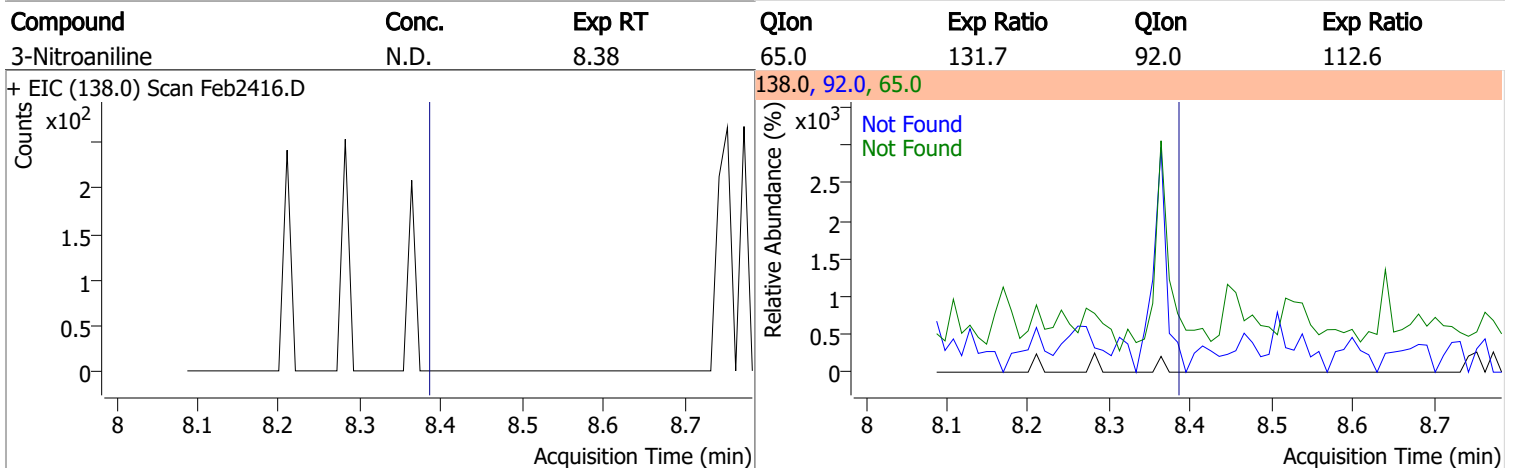 Compound Conc. Exp RT QIon Exp Ratio QIon Exp Ratio
3-Nitroaniline N.D. 8.38 65.0 131.7 92.0 112.6
+ EIC (138.0) Scan Feb2416.D
Counts
x10²
2
1.5
1
0.5
0
8 8.1 8.2 8.3 8.4 8.5 8.6 8.7
Acquisition Time (min)
138.0, 92.0, 65.0
Relative Abundance (%)
x10³
Not Found
Not Found
2.5
2
1.5
1
0.5
0
8 8.1 8.2 8.3 8.4 8.5 8.6 8.7
Acquisition Time (min)